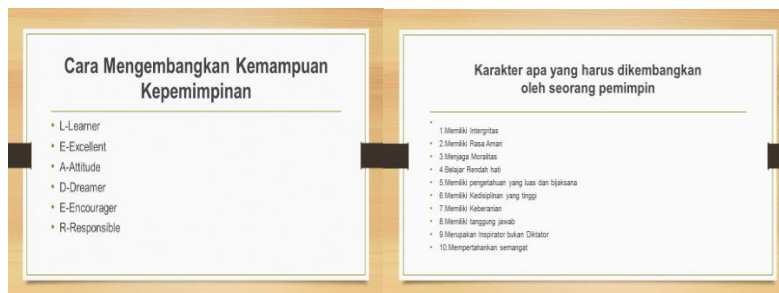 Cara Mengembangkan Kemampuan
Kepemimpinan
• L-Learner
• E-Excellent
• A-Attitude
• D-Dreamer
• E-Encourager
• R-Responsible
Karakter apa yang harus dikembangkan
oleh seorang pemimpin
•
• 1.Memiliki Intergritas
• 2.Memiliki Rasa Aman
• 3.Menjaga Moralitas
• 4.Belajar Rendah hati
• 5.Memiliki pengetahuan yang luas dan bijaksana
• 6.Memiliki Kedisiplinan yang tinggi
• 7.Memiliki Keberanian
• 8.Memiliki tanggung jawab
• 9.Merupakan Inspirator bukan Diktator
• 10.Mempertahankan semangat